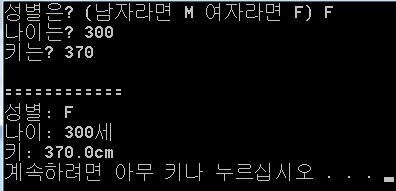 성별은? (남자라면 M 여자라면 F) F
나이는? 300
키는? 370
============
성별: F
나이: 300세
키: 370.0cm
계속하려면 아무 키나 누르십시오 . . .